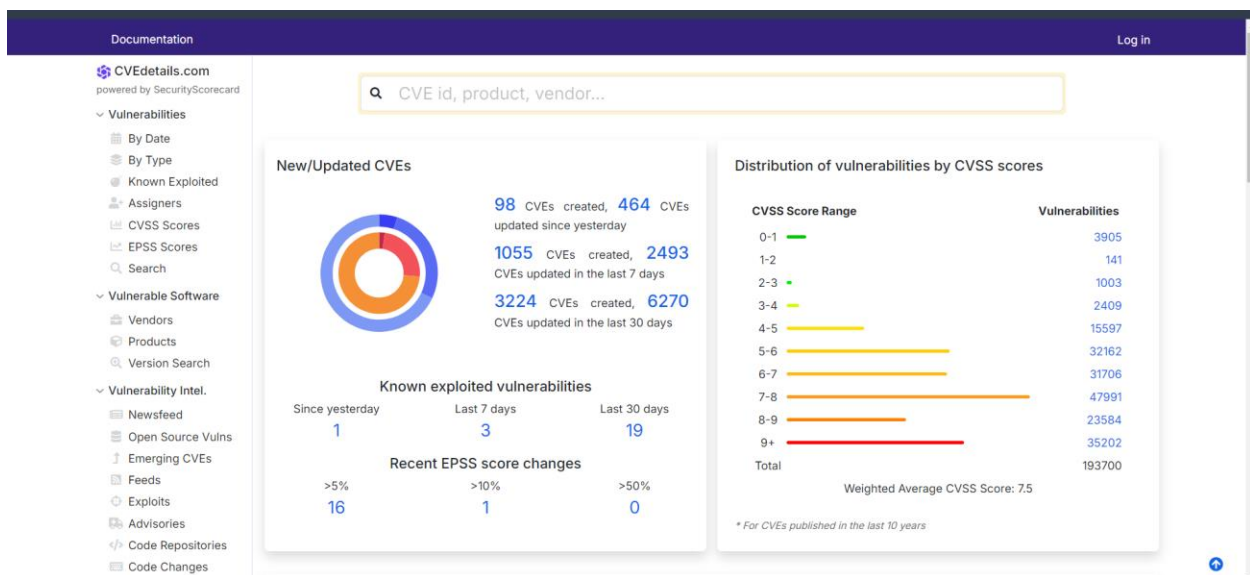 Documentation
Log in
CVEdetails.com
powered by SecurityScorecard
Vulnerabilities
By Date
By Type
Known Exploited
Assigners
CVSS Scores
EPSS Scores
Search
Vulnerable Software
Vendors
Products
Version Search
Vulnerability Intel.
Newsfeed
Open Source Vulns
Emerging CVEs
Feeds
Exploits
Advisories
Code Repositories
Code Changes
CVE id, product, vendor...
New/Updated CVEs
98 CVEs created, 464 CVEs
updated since yesterday
1055 CVEs created, 2493
CVEs updated in the last 7 days
3224 CVEs created, 6270
CVEs updated in the last 30 days
Known exploited vulnerabilities
Since yesterday Last 7 days Last 30 days
1 3 19
Recent EPSS score changes
>5% >10% >50%
16 1 0
Distribution of vulnerabilities by CVSS scores
CVSS Score Range Vulnerabilities
0-1 3905
1-2 141
2-3 1003
3-4 2409
4-5 15597
5-6 32162
6-7 31706
7-8 47991
8-9 23584
9+ 35202
Total 193700
Weighted Average CVSS Score: 7.5
* For CVEs published in the last 10 years